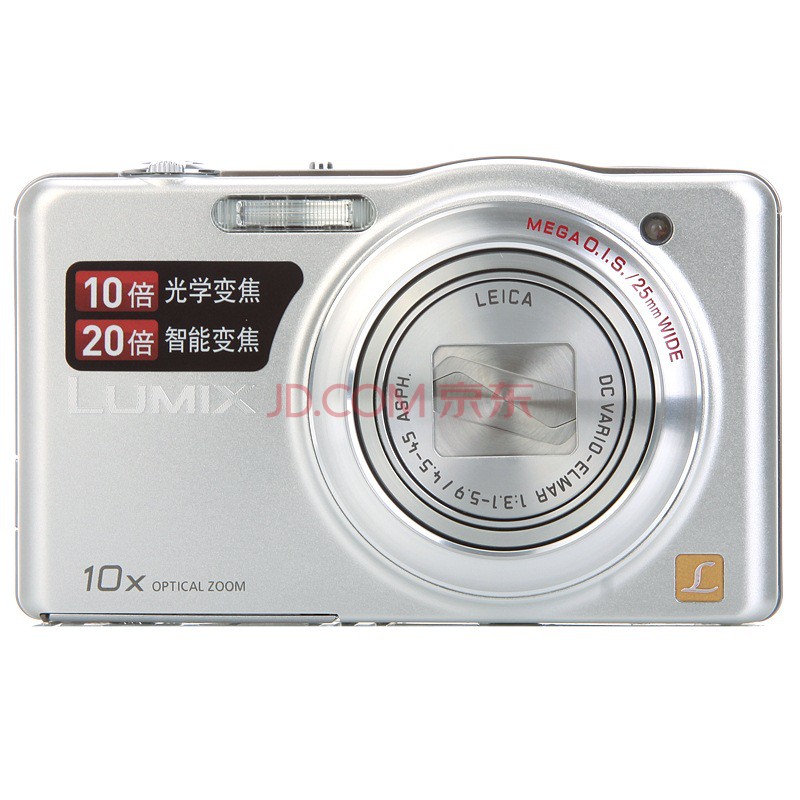 MEGA O.I.S./25mm WIDE
LEICA
DC VARIO-ELMAR 1:3.1-5.9 / 4.5-45 ASPH.
10倍 光学变焦
20倍 智能变焦
LUMIX
JD.COM 京东
10x OPTICAL ZOOM
L